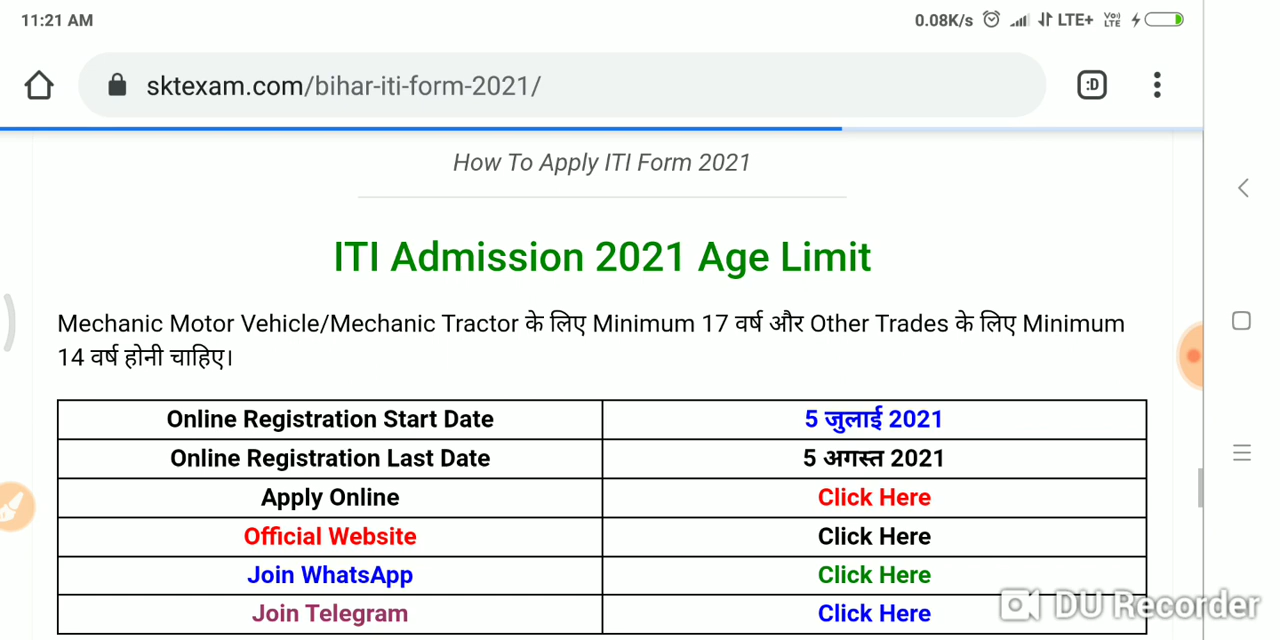 11:21 AM 0.08K/s LTE+ Vo) LTE
sktexam.com/bihar-iti-form-2021/ :D
How To Apply ITI Form 2021
ITI Admission 2021 Age Limit
Mechanic Motor Vehicle/Mechanic Tractor के लिए Minimum 17 वर्ष और Other Trades के लिए Minimum
14 वर्ष होनी चाहिए।
Online Registration Start Date 5 जुलाई 2021
Online Registration Last Date 5 अगस्त 2021
Apply Online Click Here
Official Website Click Here
Join WhatsApp Click Here
Join Telegram Click Here
DU Recorder